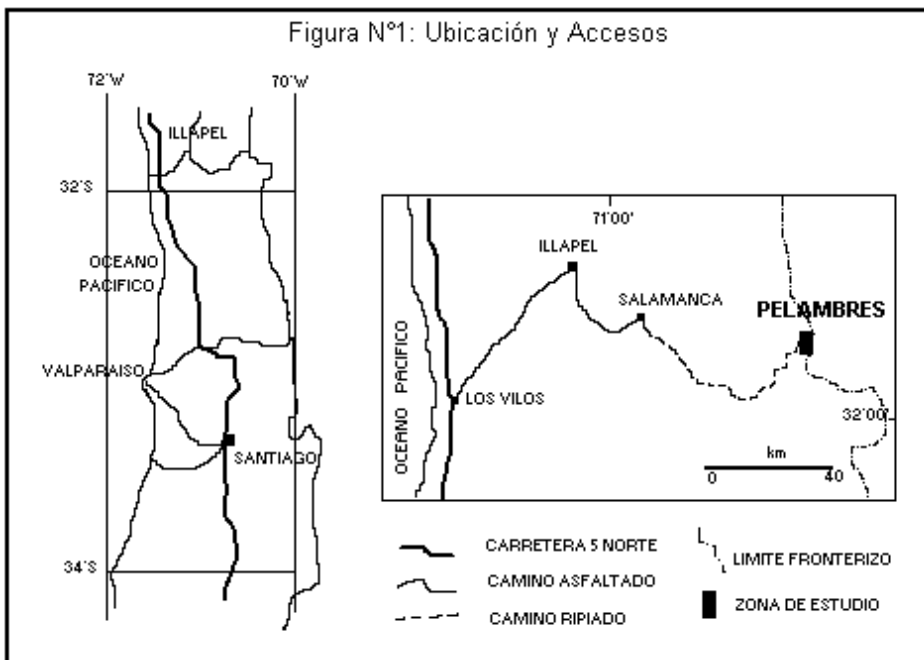 Figura N°1: Ubicación y Accesos
72°W
70°W
ILLAPEL
32°S
OCEANO
PACIFICO
VALPARAISO
SANTIAGO
34°S
71°00'
ILLAPEL
SALAMANCA
PELAMBRES
OCEANO PACIFICO
LOS VILOS
32°00'
km
0
40
CARRETERA 5 NORTE
CAMINO ASFALTADO
CAMINO RIPIADO
LIMITE FRONTERIZO
ZONA DE ESTUDIO